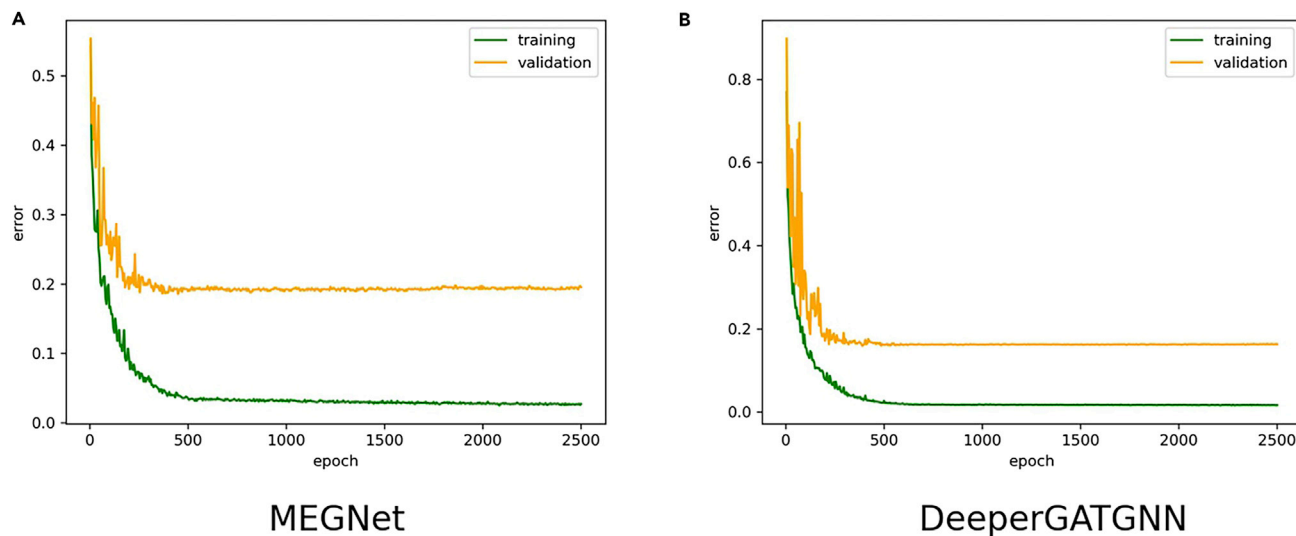 A
training
validation
error
0.5
0.4
0.3
0.2
0.1
0.0
0 500 1000 1500 2000 2500
epoch
MEGNet
B
training
validation
error
0.8
0.6
0.4
0.2
0.0
0 500 1000 1500 2000 2500
epoch
DeeperGATGNN